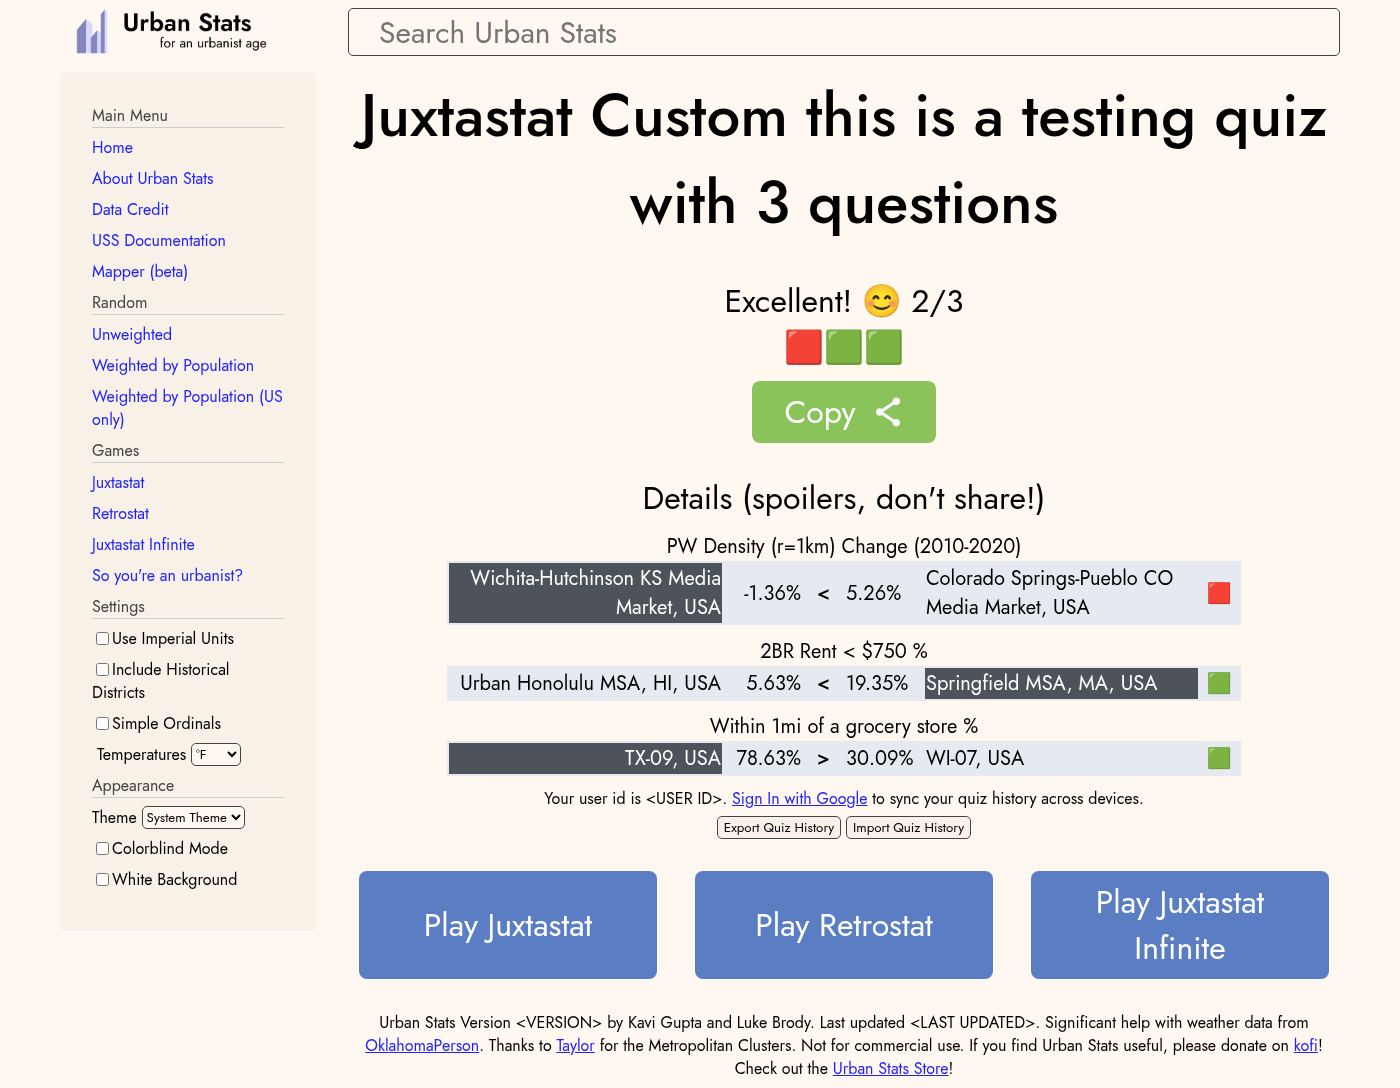 Urban Stats
for an urbanist age
Search Urban Stats
Main Menu
Home
About Urban Stats
Data Credit
USS Documentation
Mapper (beta)
Random
Unweighted
Weighted by Population
Weighted by Population (US
only)
Games
Juxtastat
Retrostat
Juxtastat Infinite
So you're an urbanist?
Settings
Use Imperial Units
Include Historical
Districts
Simple Ordinals
Temperatures °F
Appearance
Theme System Theme
Colorblind Mode
White Background
Juxtastat Custom this is a testing quiz
with 3 questions
Excellent! 😊 2/3
🟥🟩🟩
Copy
Details (spoilers, don't share!)
PW Density (r=1km) Change (2010-2020)
Wichita-Hutchinson KS Media
Market, USA
-1.36% < 5.26%
Colorado Springs-Pueblo CO
Media Market, USA
🟥
2BR Rent < $750 %
Urban Honolulu MSA, HI, USA 5.63% < 19.35% Springfield MSA, MA, USA 🟩
Within 1mi of a grocery store %
TX-09, USA 78.63% > 30.09% WI-07, USA 🟩
Your user id is <USER ID>. Sign In with Google to sync your quiz history across devices.
Export Quiz History Import Quiz History
Play Juxtastat
Play Retrostat
Play Juxtastat
Infinite
Urban Stats Version <VERSION> by Kavi Gupta and Luke Brody. Last updated <LAST UPDATED>. Significant help with weather data from
OklahomaPerson. Thanks to Taylor for the Metropolitan Clusters. Not for commercial use. If you find Urban Stats useful, please donate on kofi!
Check out the Urban Stats Store!